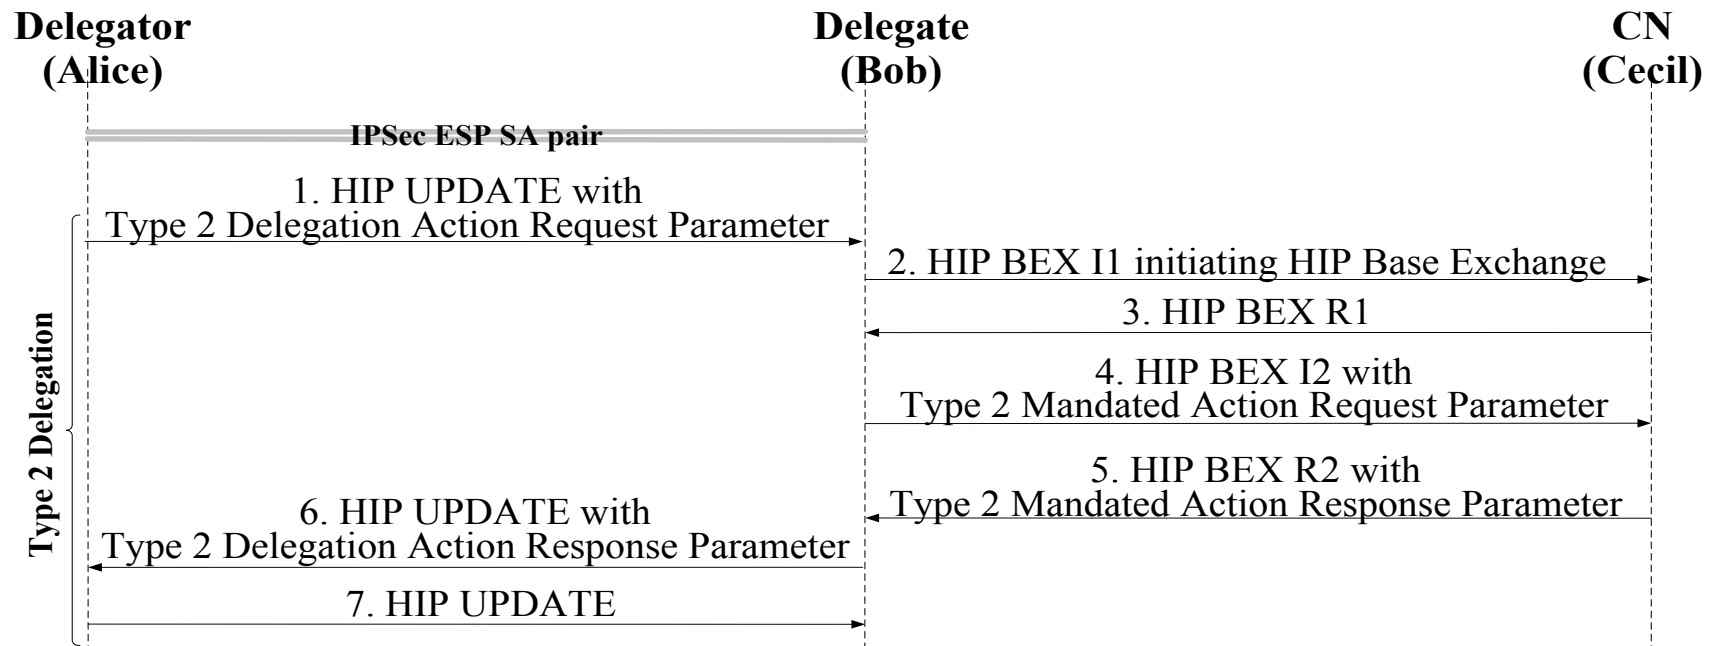 Delegator
(Alice)
Delegate
(Bob)
CN
(Cecil)
IPSec ESP SA pair
1. HIP UPDATE with
Type 2 Delegation Action Request Parameter
2. HIP BEX I1 initiating HIP Base Exchange
3. HIP BEX R1
4. HIP BEX I2 with
Type 2 Mandated Action Request Parameter
5. HIP BEX R2 with
Type 2 Mandated Action Response Parameter
6. HIP UPDATE with
Type 2 Delegation Action Response Parameter
7. HIP UPDATE
Type 2 Delegation